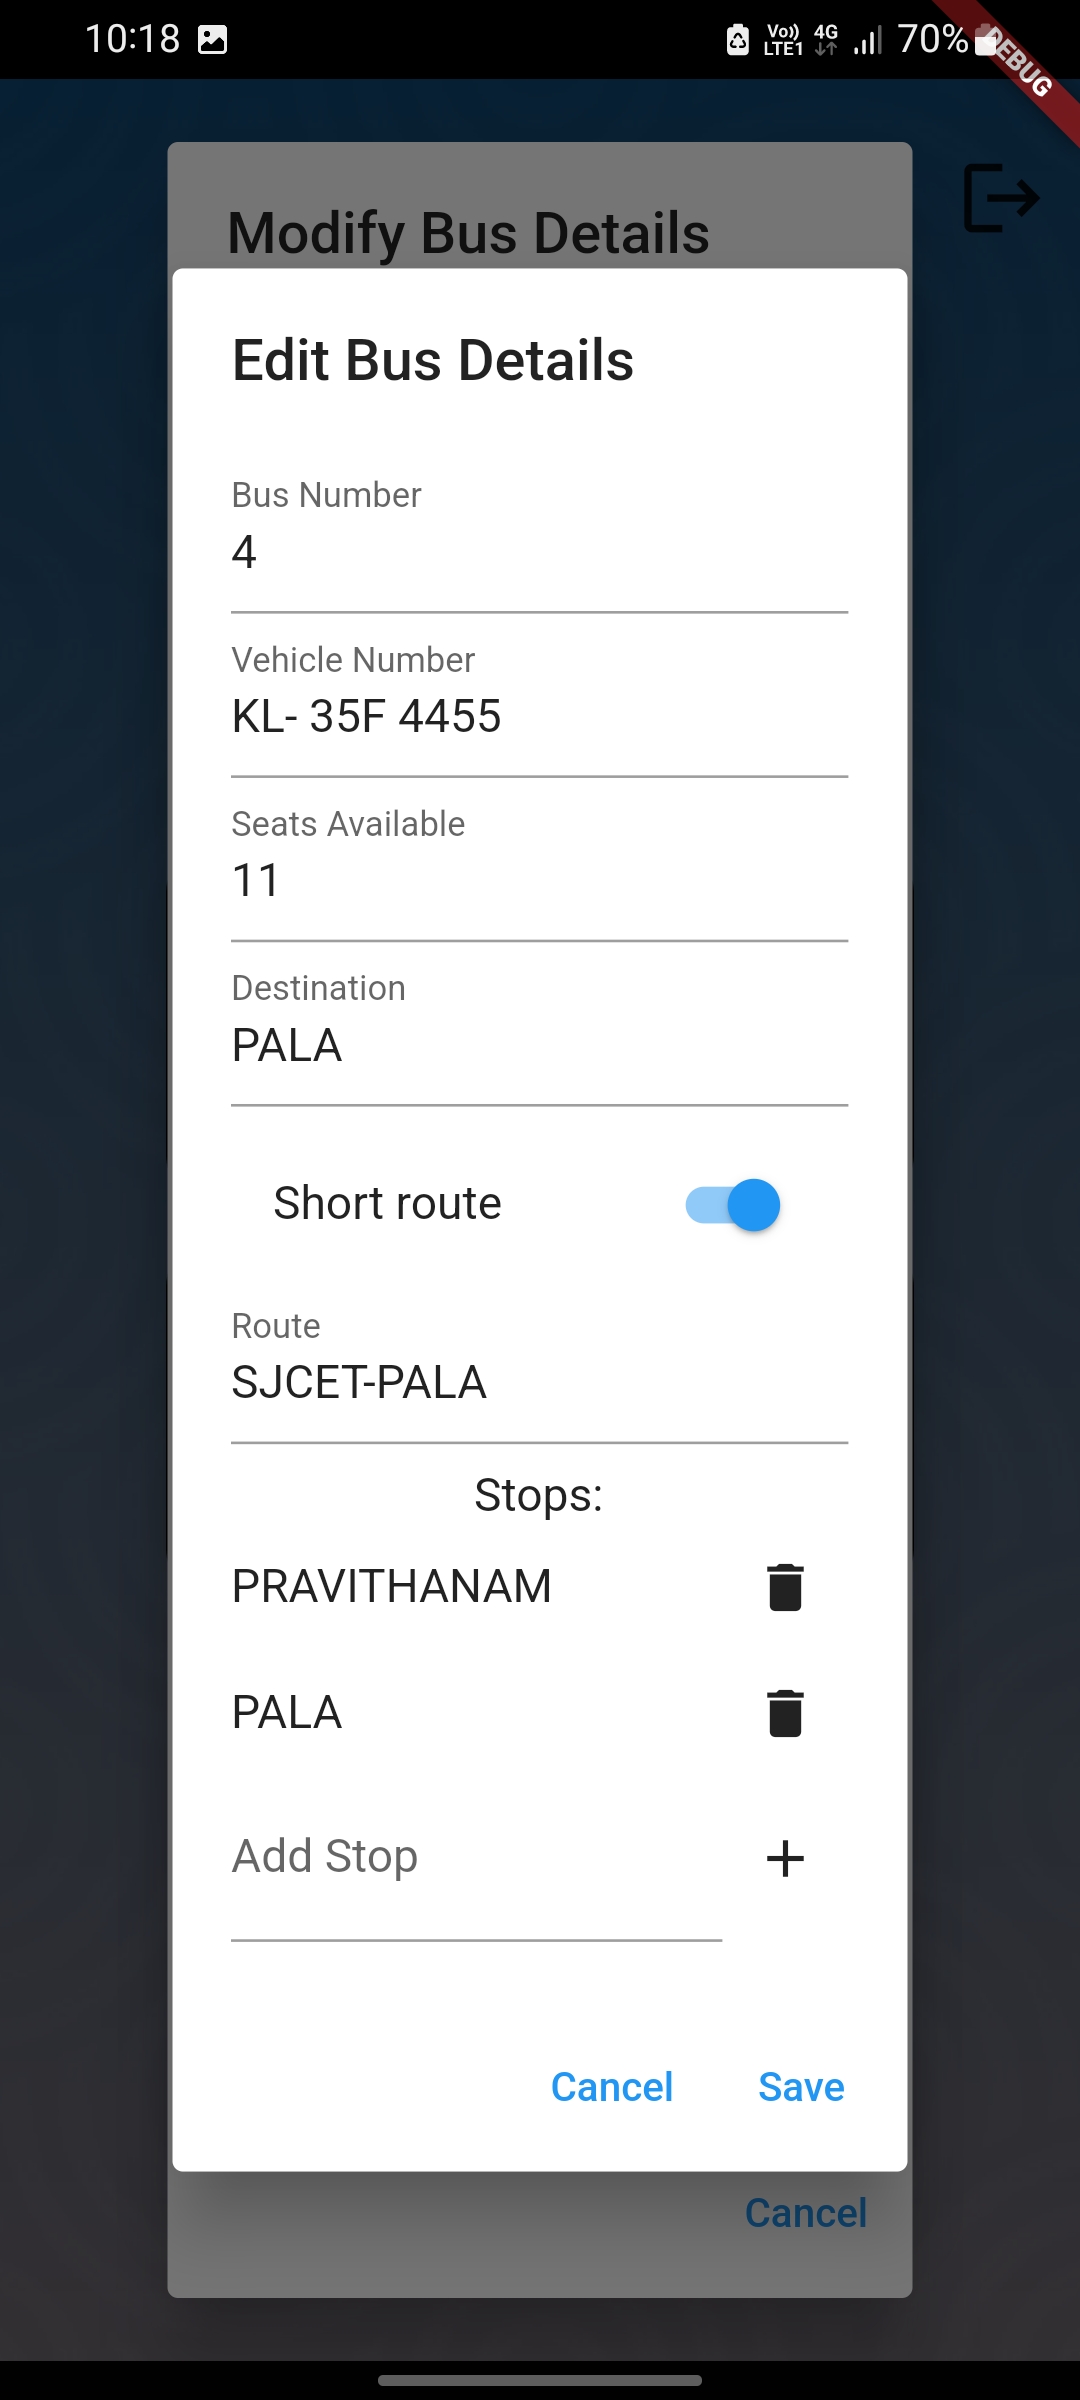 10:18
Vo)) LTE1 4G 70%
DEBUG
Modify Bus Details
Edit Bus Details
Bus Number
4
Vehicle Number
KL- 35F 4455
Seats Available
11
Destination
PALA
Short route
Route
SJCET-PALA
Stops:
PRAVITHANAM
PALA
Add Stop
Cancel Save
Cancel